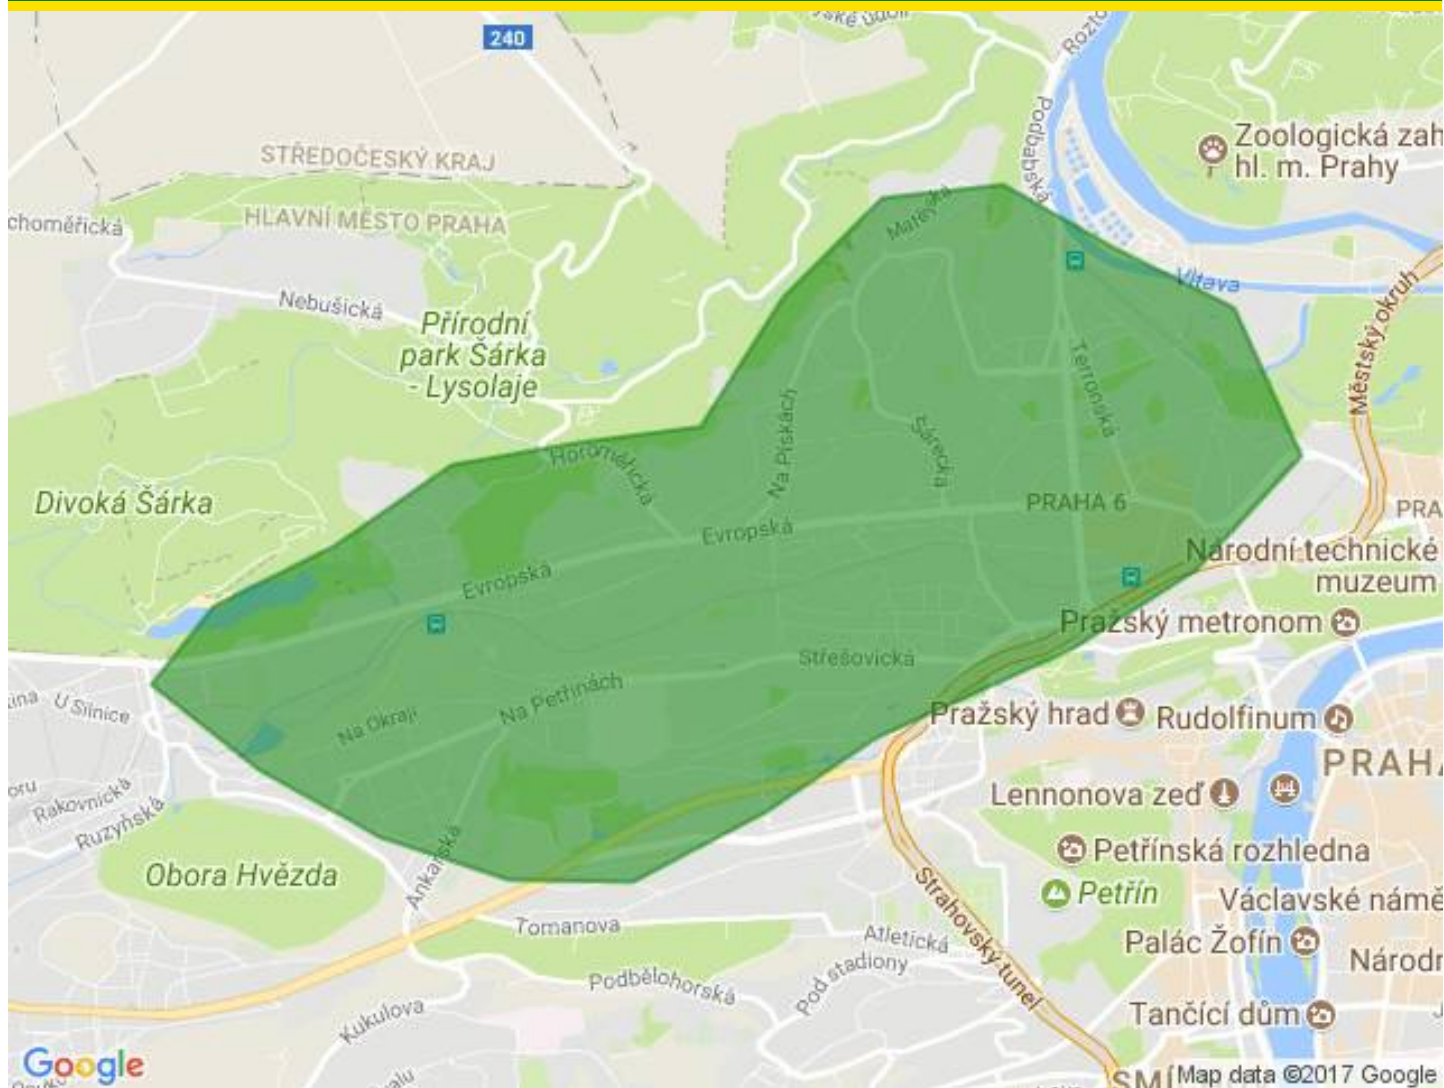 240
Podbabská
Zoologická zah
hl. m. Prahy
STŘEDOČESKÝ KRAJ
HLAVNÍ MĚSTO PRAHA
choměřická
Matějská
Nebušická
Vltava
Městský okruh
Přírodní
park Šárka
- Lysolaje
Terronská
Na Pískách
Šárecká
Horoměřická
Divoká Šárka
PRAHA 6
PRA
Evropská
Evropská
Národní technické
muzeum
Pražský metronom
Střešovická
Na Petřinách
Na Okraji
U Silnice
Pražský hrad
Rudolfinum
PRAHA
Lennonova zeď
Rakovnická
Ruzyňská
Petřínská rozhledna
Obora Hvězda
Ankarská
Petřín
Václavské námě
Strahovský tunel
Tomanova
Atletická
Palác Žofín
Národn
Pod stadiony
Podbělohorská
Kukulova
Tančící dům
Google
SMÍ
Map data ©2017 Google